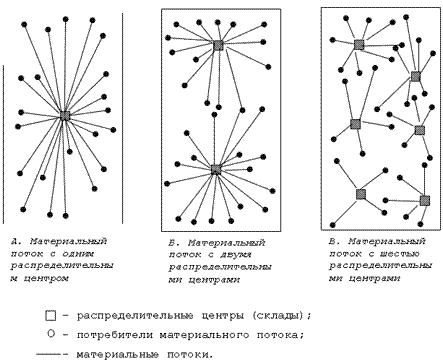 А. Материальный
поток с одним
распределительны
м центром
Б. Материальный
поток с двумя
распределительны
ми центрами
В. Материальный
поток с шестью
распределительны
ми центрами
– распределительные центры (склады);
– потребители материального потока;
– материальные потоки.